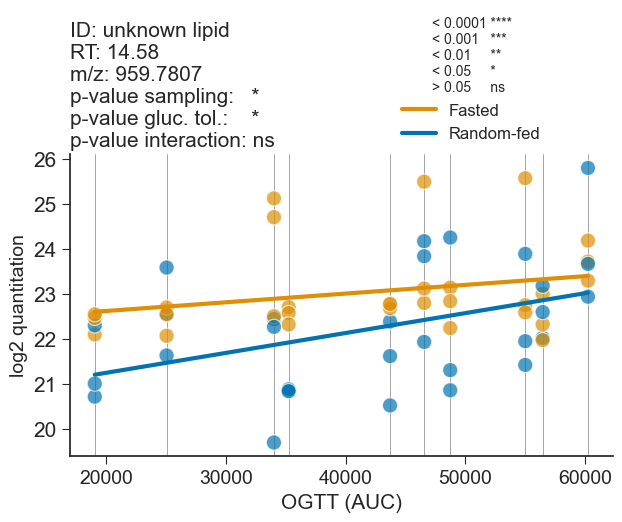 ID: unknown lipid
RT: 14.58
m/z: 959.7807
p-value sampling: *
p-value gluc. tol.: *
p-value interaction: ns
< 0.0001 ****
< 0.001 ***
< 0.01 **
< 0.05 *
> 0.05 ns
Fasted
Random-fed
26
25
24
23
22
21
20
log2 quantitation
20000 30000 40000 50000 60000
OGTT (AUC)